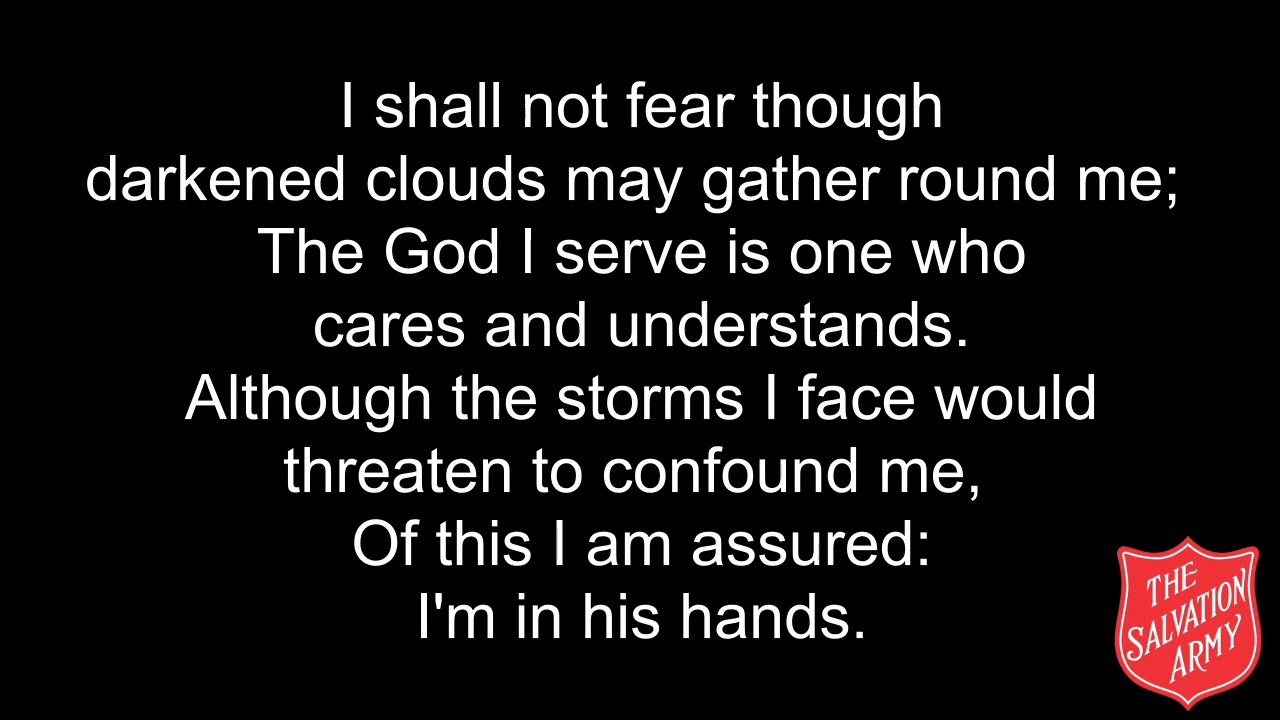 I shall not fear though
darkened clouds may gather round me;
The God I serve is one who
cares and understands.
Although the storms I face would
threaten to confound me,
Of this I am assured:
I'm in his hands.
THE
SALVATION
ARMY